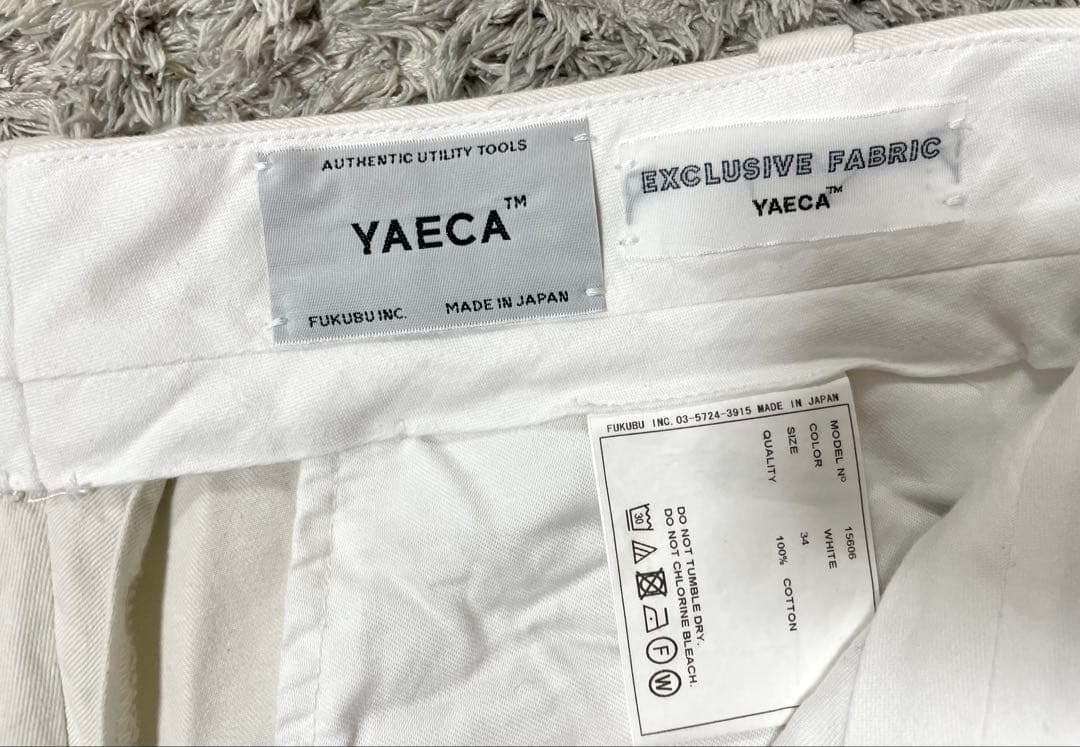 AUTHENTIC UTILITY TOOLS
YAECA™
FUKUBU INC. MADE IN JAPAN
EXCLUSIVE FABRIC
YAECA™
FUKUBU INC. 03-5724-3915 MADE IN JAPAN
MODEL Nº 15606
COLOR WHITE
SIZE 34
QUALITY 100% COTTON
DO NOT TUMBLE DRY.
DO NOT CHLORINE BLEACH.
30
F
W